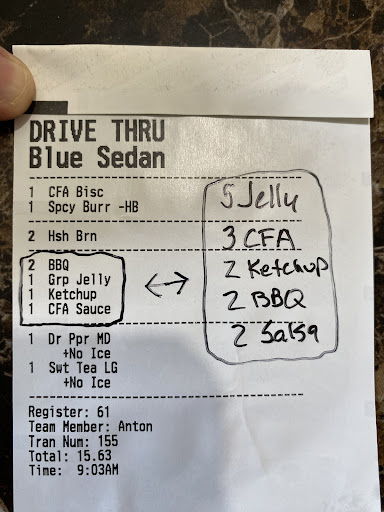 DRIVE THRU
Blue Sedan
1 CFA Bisc
1 Spcy Burr -HB
2 Hsh Brn
2 BBQ
1 Grp Jelly
1 Ketchup
1 CFA Sauce
5 Jelly
3 CFA
2 Ketchup
2 BBQ
2 Salsa
1 Dr Ppr MD
+No Ice
1 Swt Tea LG
+No Ice
Register: 61
Team Member: Anton
Tran Num: 155
Total: 15.63
Time: 9:03AM